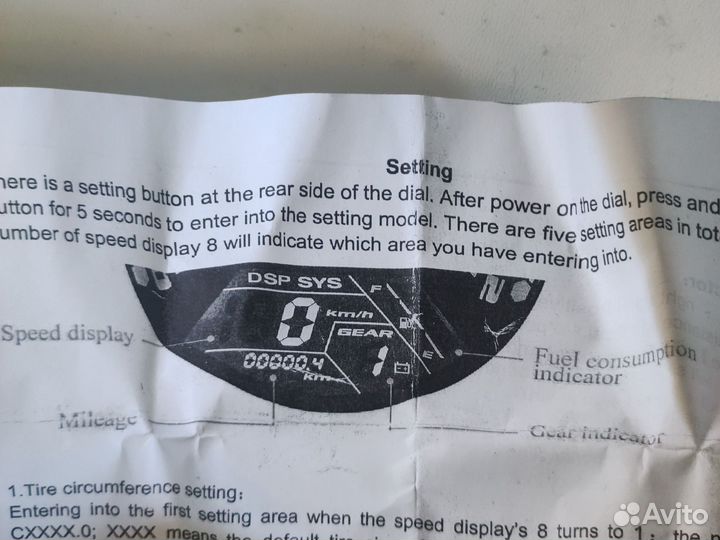 Setting
here is a setting button at the rear side of the dial. After power on the dial, press and
utton for 5 seconds to enter into the setting model. There are five setting areas in tot
umber of speed display 8 will indicate which area you have entering into.
DSP SYS
F
0 km/h
GEAR
Speed display
00000.4
km
1
E
Fuel consumption
indicator
Mileage
Gear indicator
1.Tire circumference setting:
Entering into the first setting area when the speed display's 8 turns to 1; the
CXXXX.0; XXXX means the default
Avito